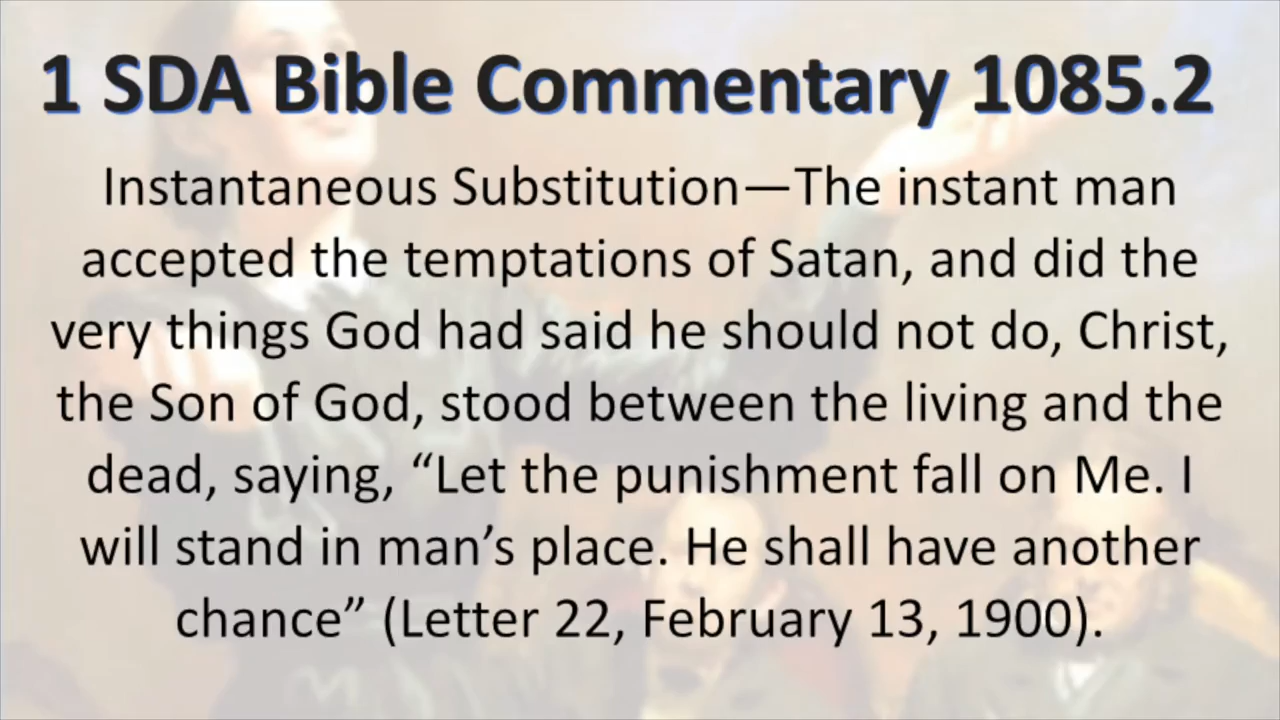 1 SDA Bible Commentary 1085.2
Instantaneous Substitution—The instant man
accepted the temptations of Satan, and did the
very things God had said he should not do, Christ,
the Son of God, stood between the living and the
dead, saying, “Let the punishment fall on Me. I
will stand in man’s place. He shall have another
chance” (Letter 22, February 13, 1900).